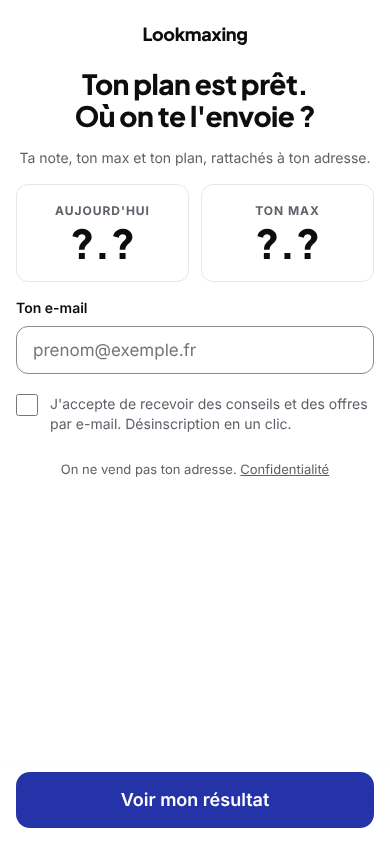 Lookmaxing
Ton plan est prêt.
Où on te l'envoie ?
Ta note, ton max et ton plan, rattachés à ton adresse.
AUJOURD'HUI
?.?
TON MAX
?.?
Ton e-mail
prenom@exemple.fr
J'accepte de recevoir des conseils et des offres
par e-mail. Désinscription en un clic.
On ne vend pas ton adresse. Confidentialité
Voir mon résultat